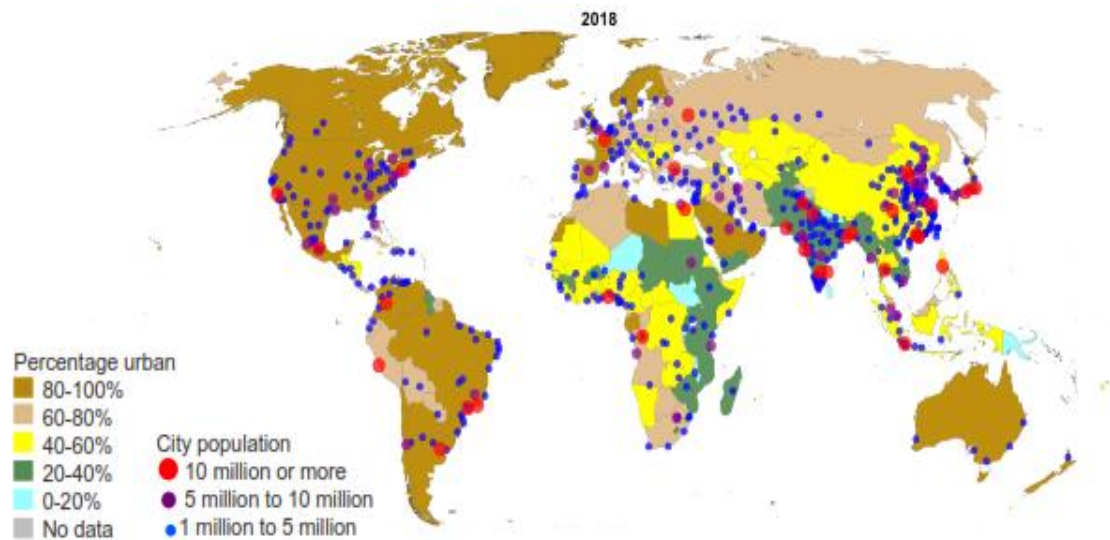 2018
Percentage urban
80-100%
60-80%
40-60%
20-40%
0-20%
No data
City population
10 million or more
5 million to 10 million
1 million to 5 million